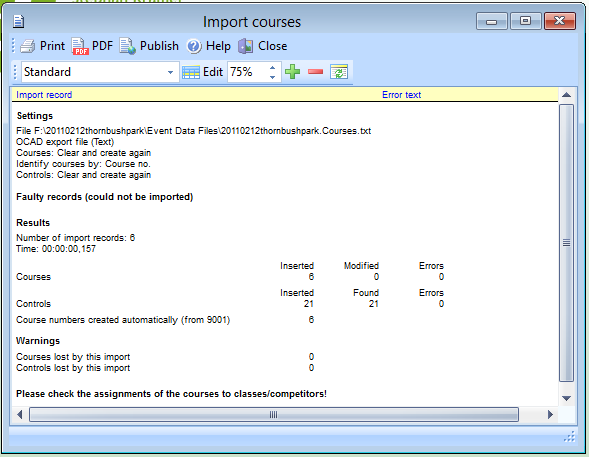 Import courses
Print PDF Publish Help Close
Standard Edit 75%
Import record Error text
Settings
File F:\20110212thornbushpark\Event Data Files\20110212thornbushpark.Courses.txt
OCAD export file (Text)
Courses: Clear and create again
Identify courses by: Course no.
Controls: Clear and create again
Faulty records (could not be imported)
Results
Number of import records: 6
Time: 00:00:00,157
Inserted Modified Errors
Courses 6 0 0
Inserted Found Errors
Controls 21 21 0
Course numbers created automatically (from 9001) 6
Warnings
Courses lost by this import 0
Controls lost by this import 0
Please check the assignments of the courses to classes/competitors!